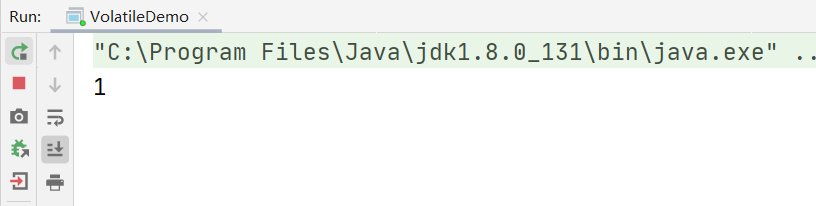 Run: VolatileDemo
"C:\Program Files\Java\jdk1.8.0_131\bin\java.exe" ..
1